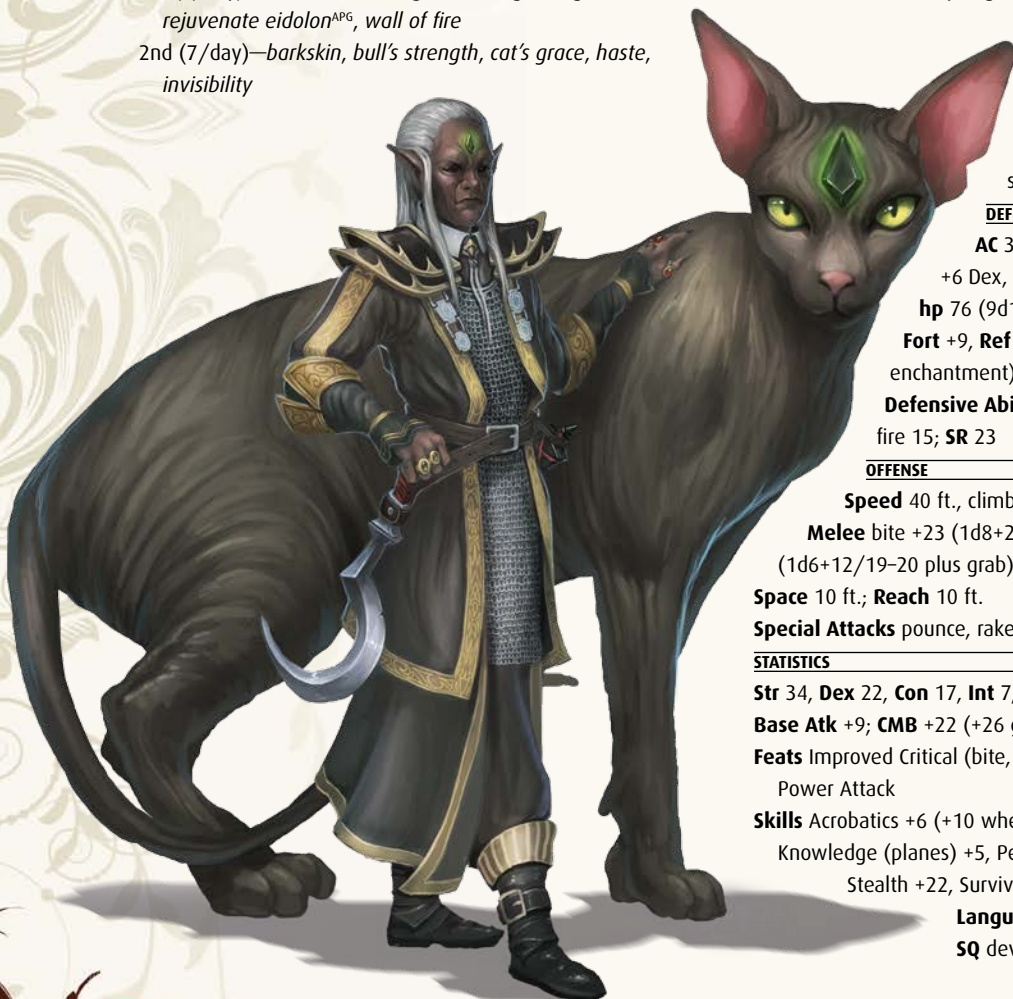 rejuvenate eidolonAPG, wall of fire
2nd (7/day)—barkskin, bull's strength, cat's grace, haste,
invisibility
AC 3
+6 Dex,
hp 76 (9d1
Fort +9, Ref
enchantment)
Defensive Abi
fire 15; SR 23
OFFENSE
Speed 40 ft., climb
Melee bite +23 (1d8+2
(1d6+12/19–20 plus grab)
Space 10 ft.; Reach 10 ft.
Special Attacks pounce, rake
STATISTICS
Str 34, Dex 22, Con 17, Int 7,
Base Atk +9; CMB +22 (+26 g
Feats Improved Critical (bite,
Power Attack
Skills Acrobatics +6 (+10 whe
Knowledge (planes) +5, Pe
Stealth +22, Surviv
Langu
SQ dev